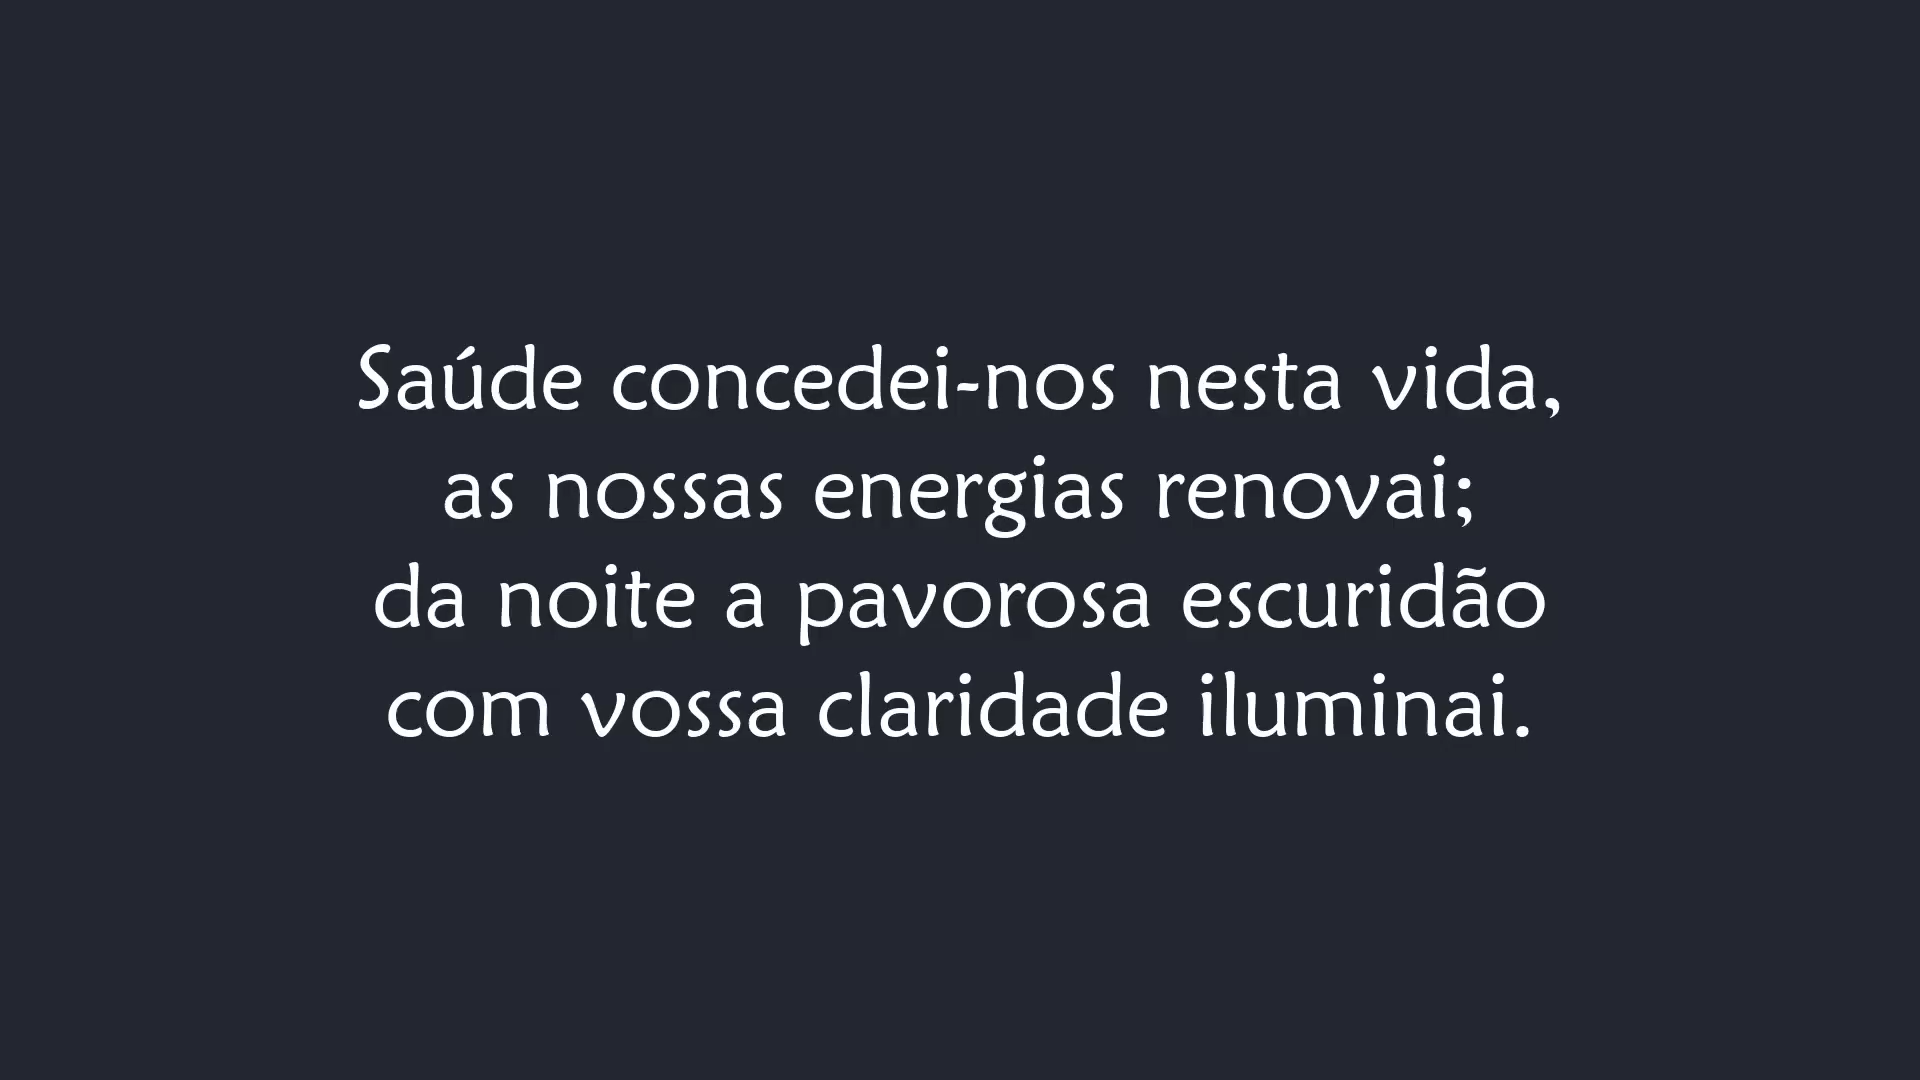 Saúde concedei-nos nesta vida,
as nossas energias renovai;
da noite a pavorosa escuridão
com vossa claridade iluminai.